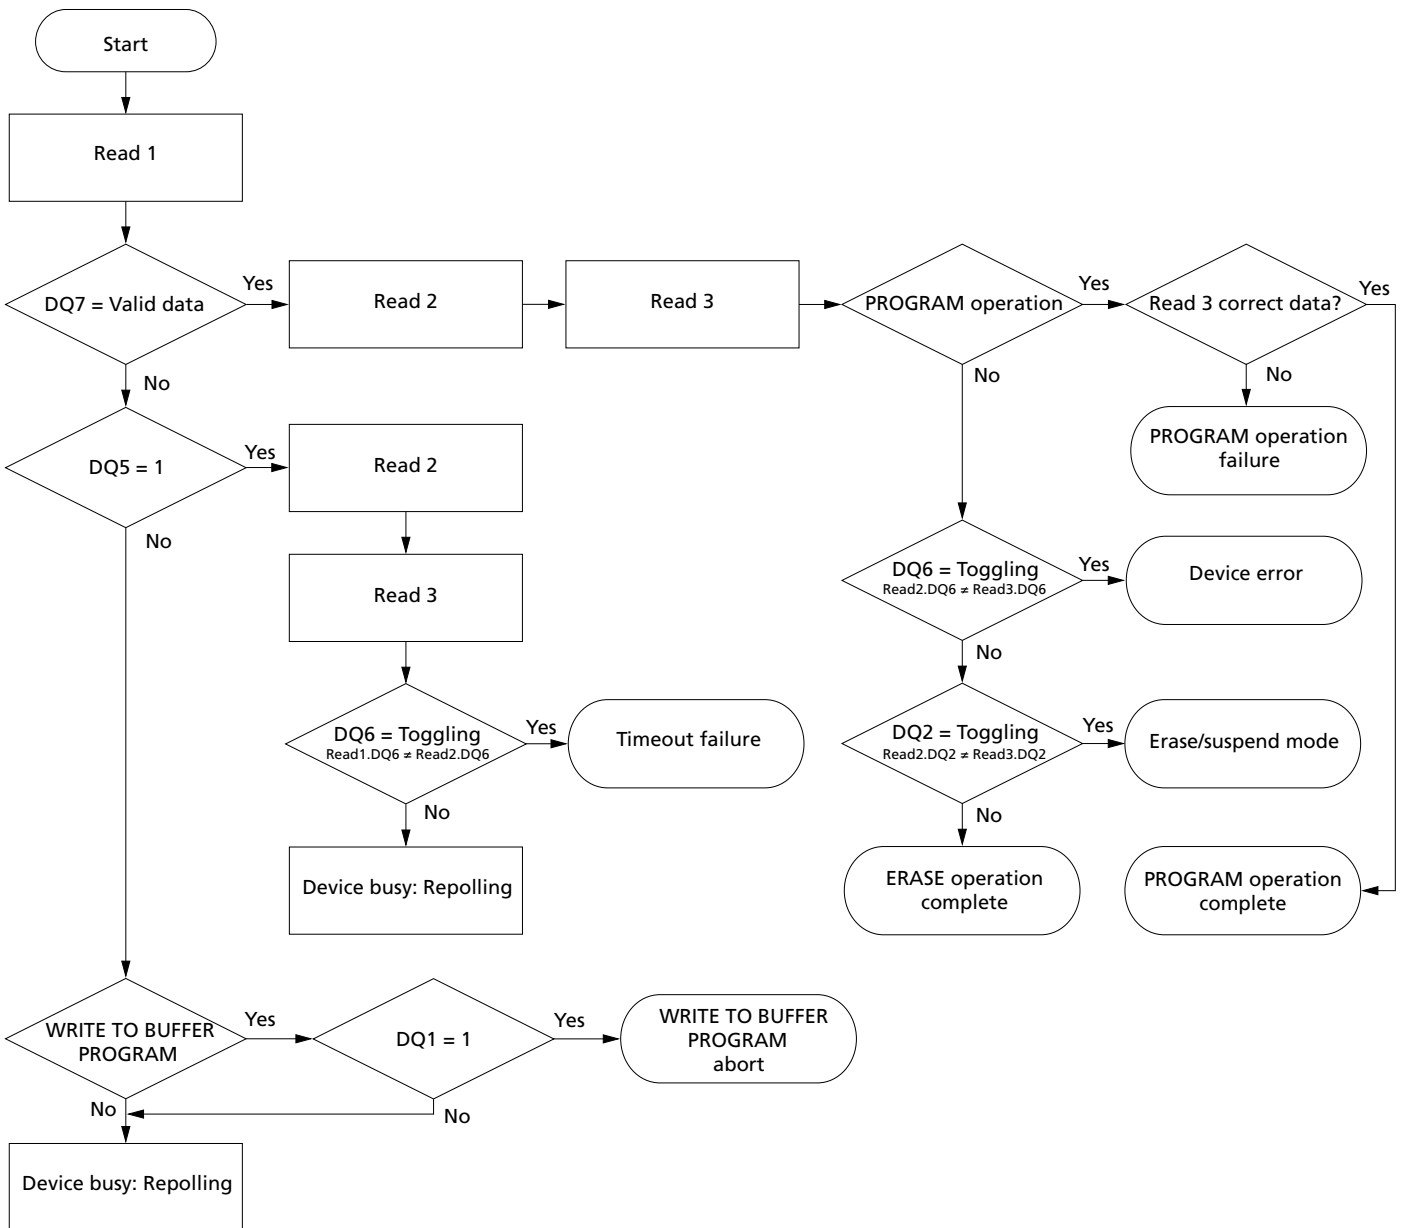 Start
Read 1
DQ7 = Valid data
Yes
Read 2
Read 3
PROGRAM operation
Yes
Read 3 correct data?
Yes
No
No
No
PROGRAM operation
failure
DQ5 = 1
Yes
Read 2
No
Read 3
DQ6 = Toggling
Read2.DQ6 ≠ Read3.DQ6
Yes
Device error
No
DQ6 = Toggling
Read1.DQ6 ≠ Read2.DQ6
Yes
Timeout failure
No
DQ2 = Toggling
Read2.DQ2 ≠ Read3.DQ2
Yes
Erase/suspend mode
No
Device busy: Repolling
ERASE operation
complete
PROGRAM operation
complete
WRITE TO BUFFER
PROGRAM
Yes
DQ1 = 1
Yes
WRITE TO BUFFER
PROGRAM
abort
No
No
Device busy: Repolling